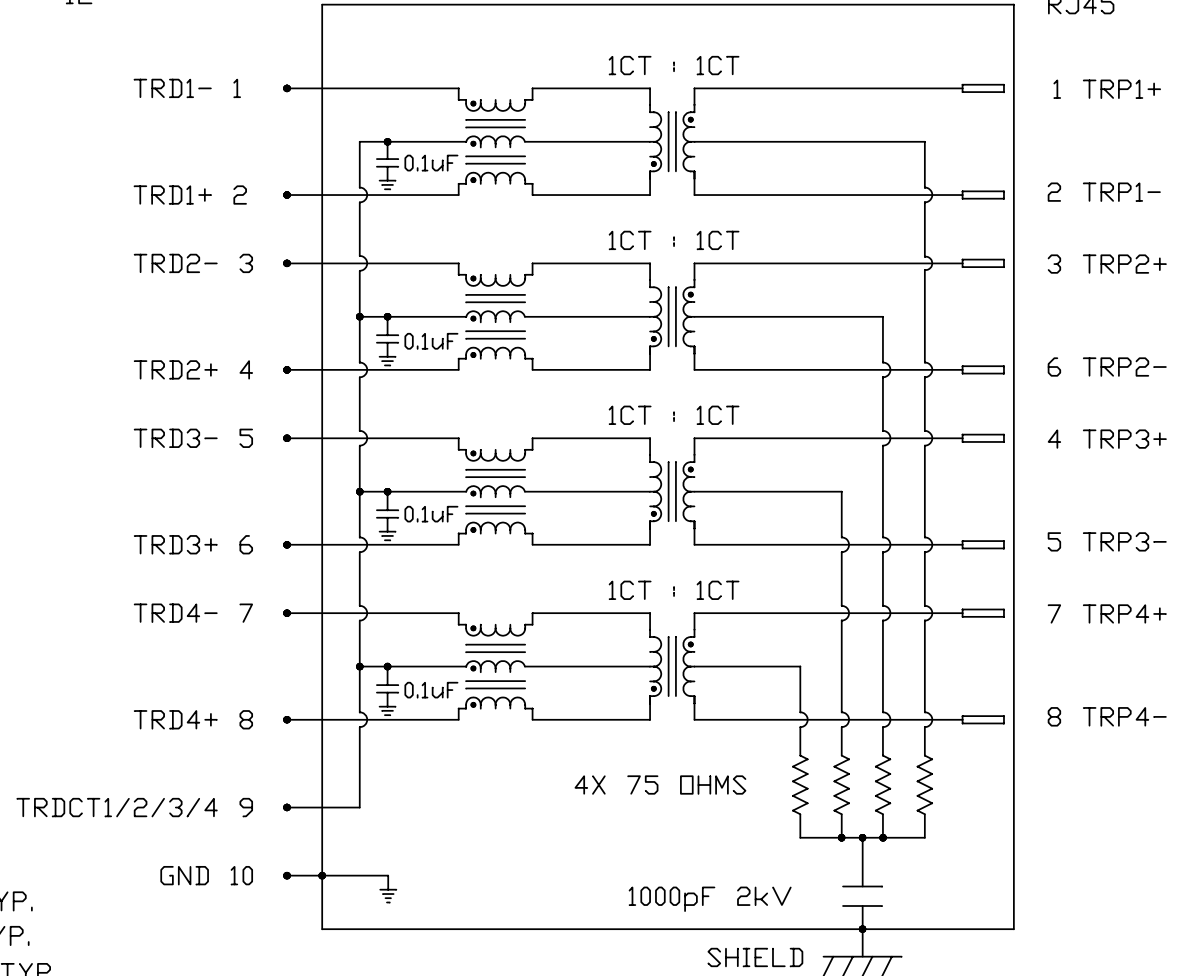 RJ45
1CT : 1CT
TRD1- 1
1 TRP1+
0.1uF
TRD1+ 2
2 TRP1-
1CT : 1CT
TRD2- 3
3 TRP2+
0.1uF
TRD2+ 4
6 TRP2-
1CT : 1CT
TRD3- 5
4 TRP3+
0.1uF
TRD3+ 6
5 TRP3-
1CT : 1CT
TRD4- 7
7 TRP4+
0.1uF
TRD4+ 8
8 TRP4-
4X 75 OHMS
TRDCT1/2/3/4 9
GND 10
1000pF 2kV
YP.
YP.
SHIELD
TYP